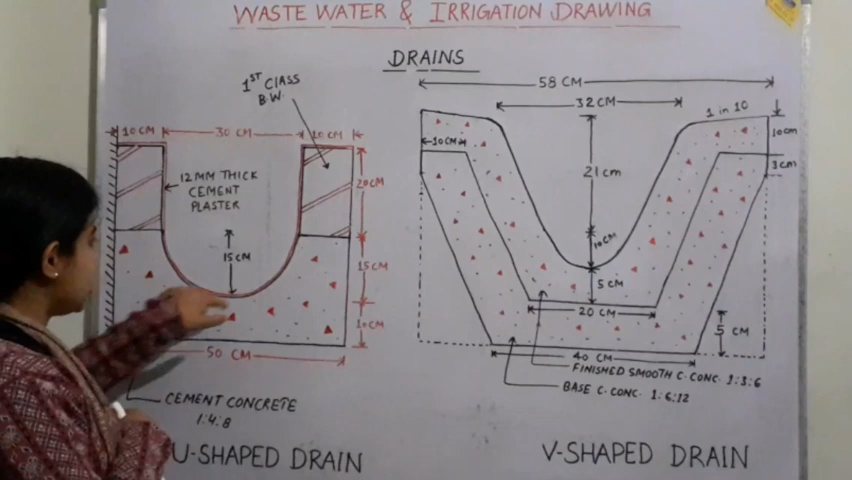 WASTE WATER & IRRIGATION DRAWING
DRAINS
1ST CLASS
B.W.
10 CM
30 CM
10 CM
12 MM THICK
CEMENT
PLASTER
20CM
15 CM
15 CM
10 CM
50 CM
CEMENT CONCRETE
1:4:8
U-SHAPED DRAIN
58 CM
32 CM
1 in 10
10cm
10 CM
3cm
21 cm
10 CM
5 CM
20 CM
5 CM
40 CM
FINISHED SMOOTH C. CONC. 1:3:6
BASE C. CONC. 1:6:12
V-SHAPED DRAIN